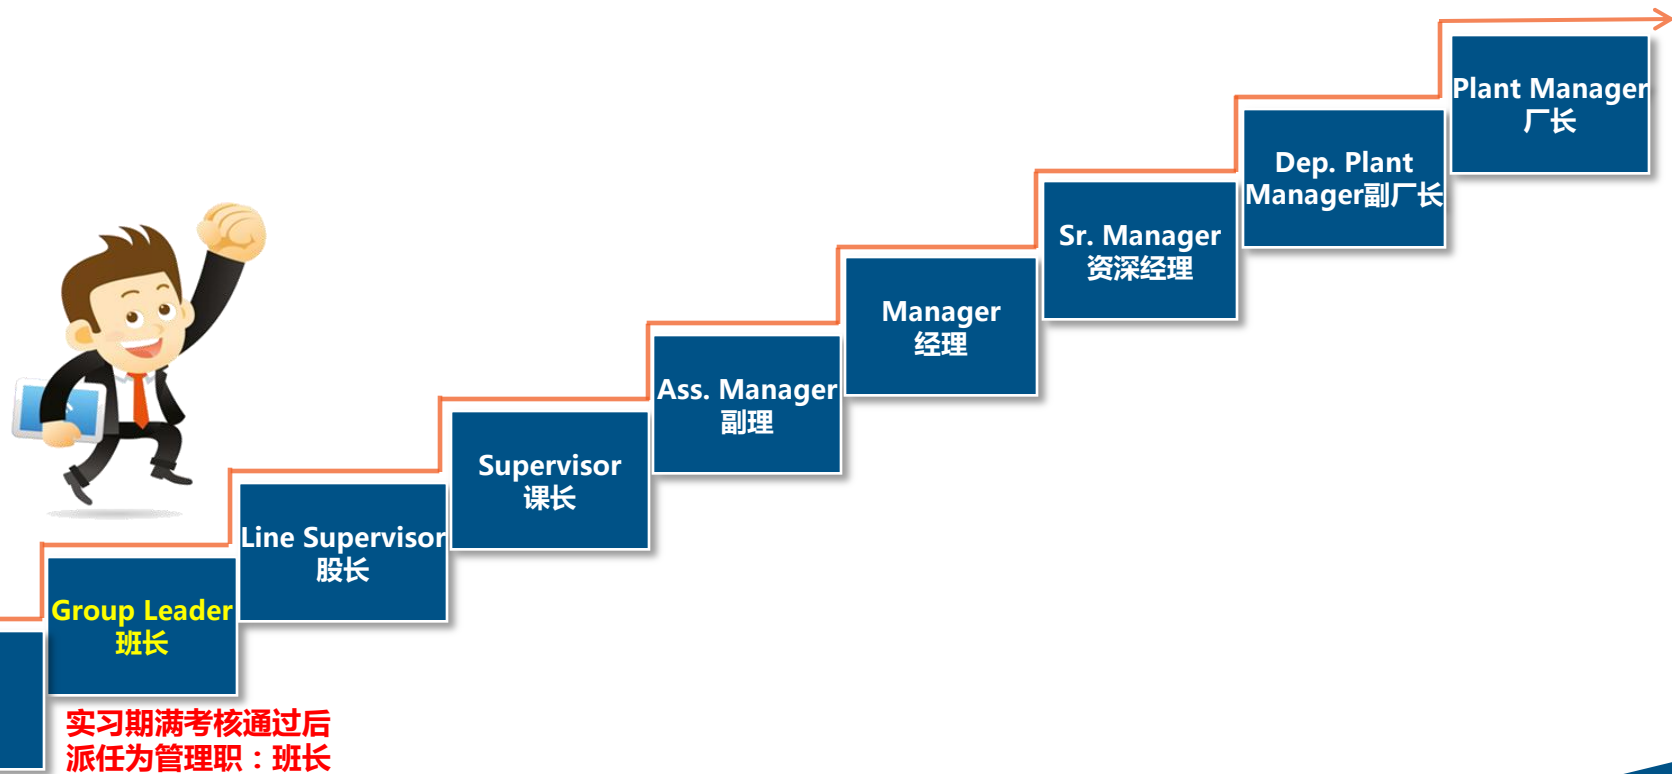 Plant Manager
厂长
Dep. Plant
Manager副厂长
Sr. Manager
资深经理
Manager
经理
Ass. Manager
副理
Supervisor
课长
Line Supervisor
股长
Group Leader
班长
实习期满考核通过后
派任为管理职：班长